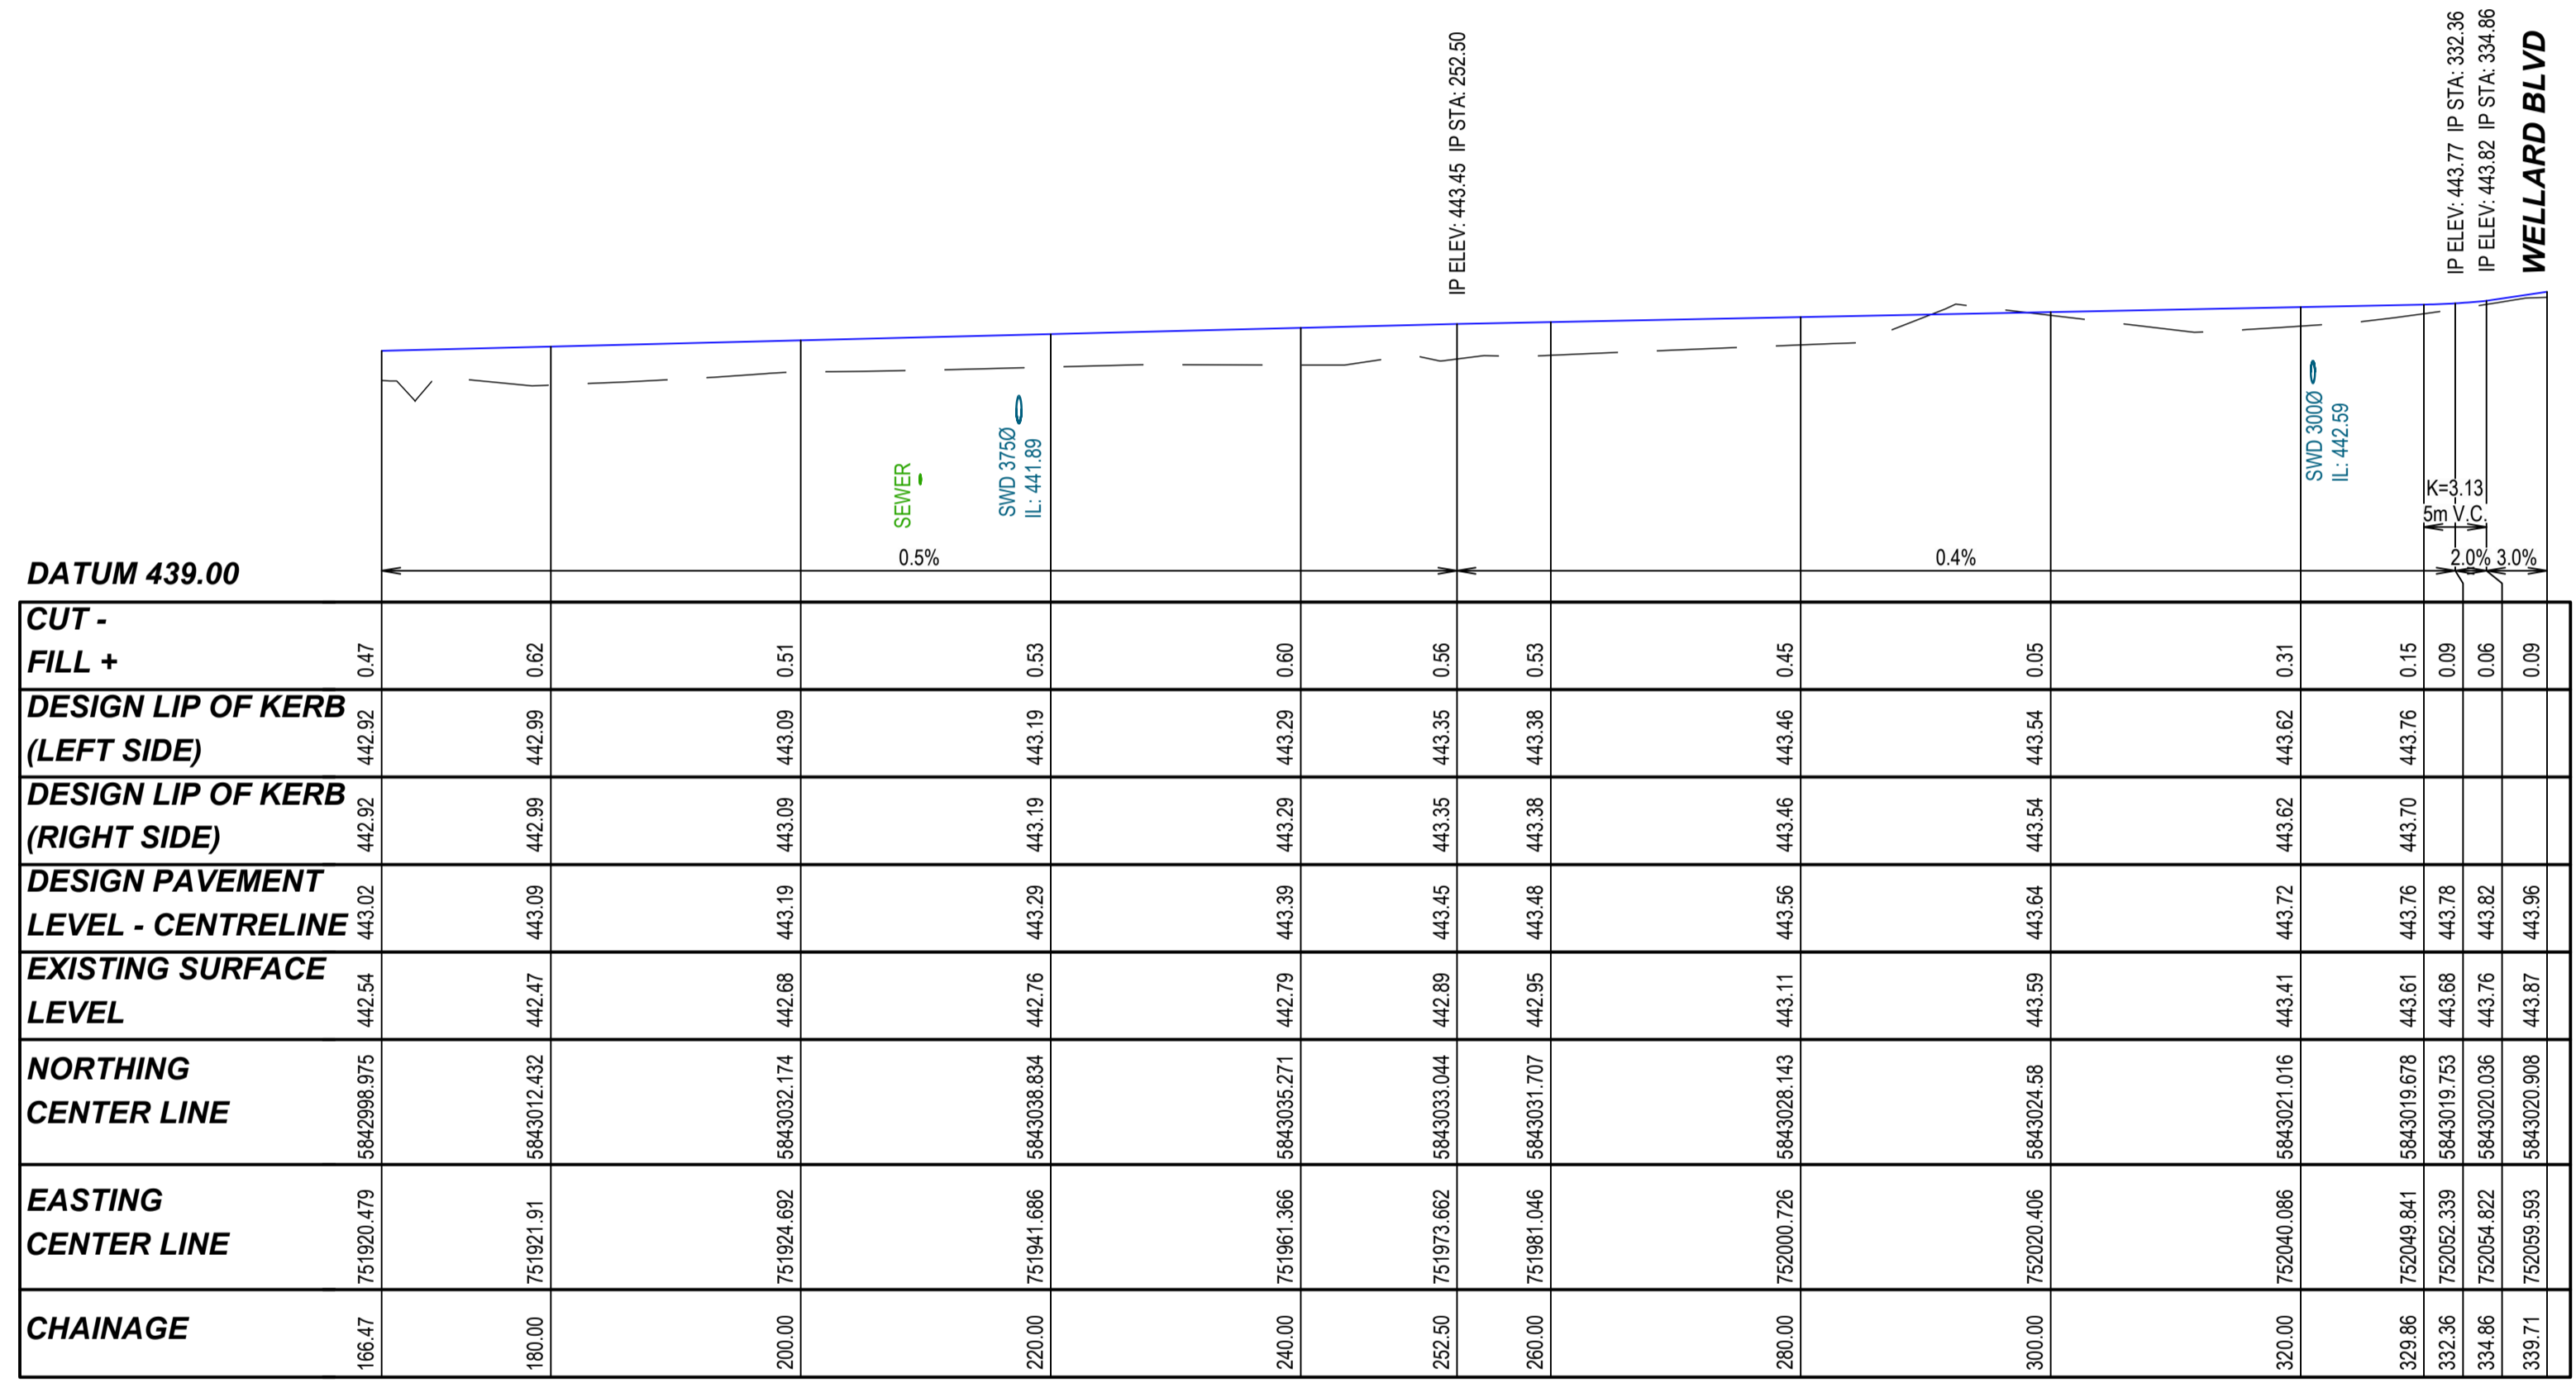 IP ELEV: 443.45 IP STA: 252.50
IP ELEV: 443.77 IP STA: 332.36
IP ELEV: 443.82 IP STA: 334.86
WELLARD BLVD
SEWER
SWD 3750Ø
IL: 441.89
SWD 300Ø
IL: 442.59
K=3.13
5m V.C.
0.5%
0.4%
2.0%
3.0%
DATUM 439.00
CUT -
FILL +
0.47 0.62 0.51 0.53 0.60 0.56 0.53 0.45 0.05 0.31 0.15 0.09 0.06 0.09
DESIGN LIP OF KERB
(LEFT SIDE)
442.92 442.99 443.09 443.19 443.29 443.35 443.38 443.46 443.54 443.62 443.76
DESIGN LIP OF KERB
(RIGHT SIDE)
442.92 442.99 443.09 443.19 443.29 443.35 443.38 443.46 443.54 443.62 443.70
DESIGN PAVEMENT
LEVEL - CENTRELINE
443.02 443.09 443.19 443.29 443.39 443.45 443.48 443.56 443.64 443.72 443.76 443.78 443.82 443.96
EXISTING SURFACE
LEVEL
442.54 442.47 442.68 442.76 442.79 442.89 442.95 443.11 443.59 443.41 443.61 443.68 443.76 443.87
NORTHING
CENTER LINE
5842998.975 5843012.432 5843032.174 5843038.834 5843035.271 5843033.044 5843031.707 5843028.143 5843024.58 5843021.016 5843019.678 5843019.753 5843020.036 5843020.908
EASTING
CENTER LINE
751920.479 751921.91 751924.692 751941.686 751961.366 751973.662 751981.046 752000.726 752020.406 752040.086 752049.841 752052.339 752054.822 752059.593
CHAINAGE
166.47 180.00 200.00 220.00 240.00 252.50 260.00 280.00 300.00 320.00 329.86 332.36 334.86 339.71